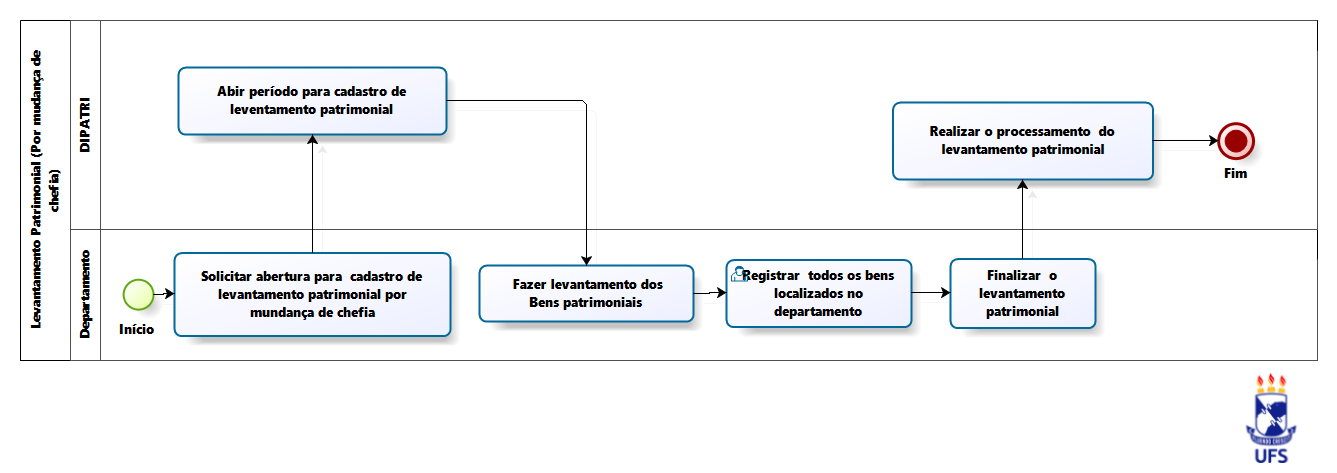 Levantamento Patrimonial (Por mudança de
chefia)
DIPATRI
Abir período para cadastro de
leventamento patrimonial
Realizar o processamento do
levantamento patrimonial
Fim
Departamento
Início
Solicitar abertura para cadastro de
levantamento patrimonial por
mundança de chefia
Fazer levantamento dos
Bens patrimoniais
Registrar todos os bens
localizados no
departamento
Finalizar o
levantamento
patrimonial
UFS